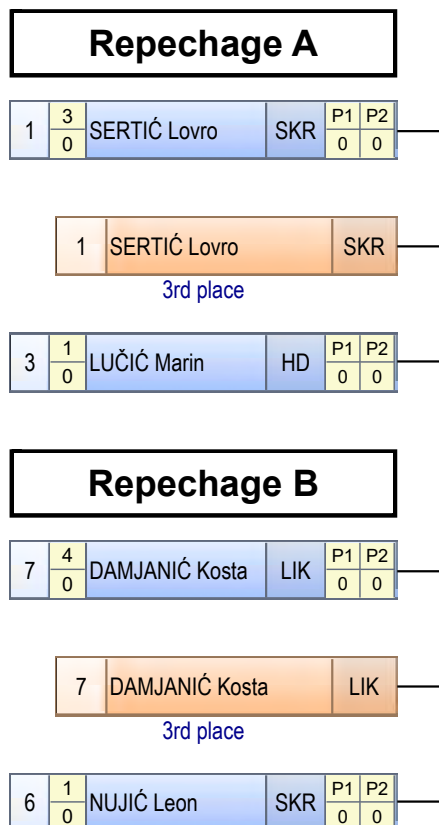 Repechage A
1 3 0 SERTIĆ Lovro SKR P1 P2 0 0
1 SERTIĆ Lovro SKR
3rd place
3 1 0 LUČIĆ Marin HD P1 P2 0 0
Repechage B
7 4 0 DAMJANIĆ Kosta LIK P1 P2 0 0
7 DAMJANIĆ Kosta LIK
3rd place
6 1 0 NUJIĆ Leon SKR P1 P2 0 0